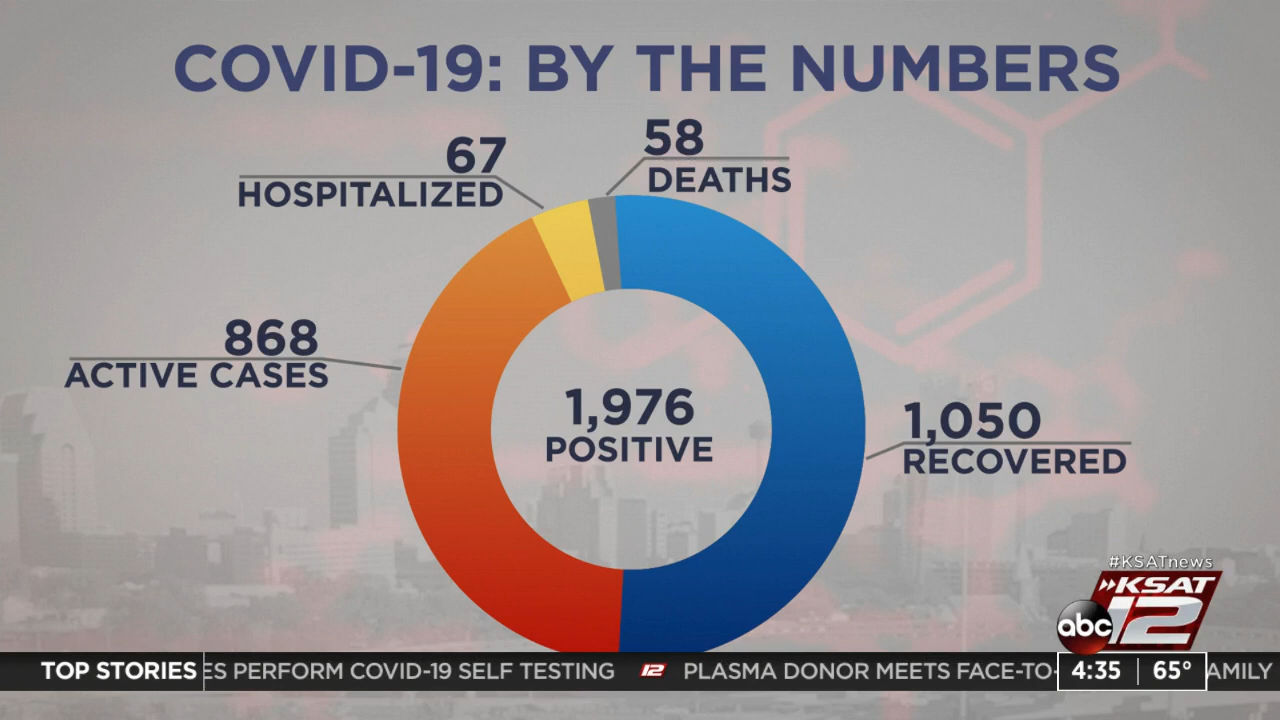 COVID-19: BY THE NUMBERS
67
HOSPITALIZED
58
DEATHS
868
ACTIVE CASES
1,976
POSITIVE
1,050
RECOVERED
#KSATnews
KSAT
12
abc
TOP STORIES ES PERFORM COVID-19 SELF TESTING 12 PLASMA DONOR MEETS FACE-TO- 4:35 65° AMILY